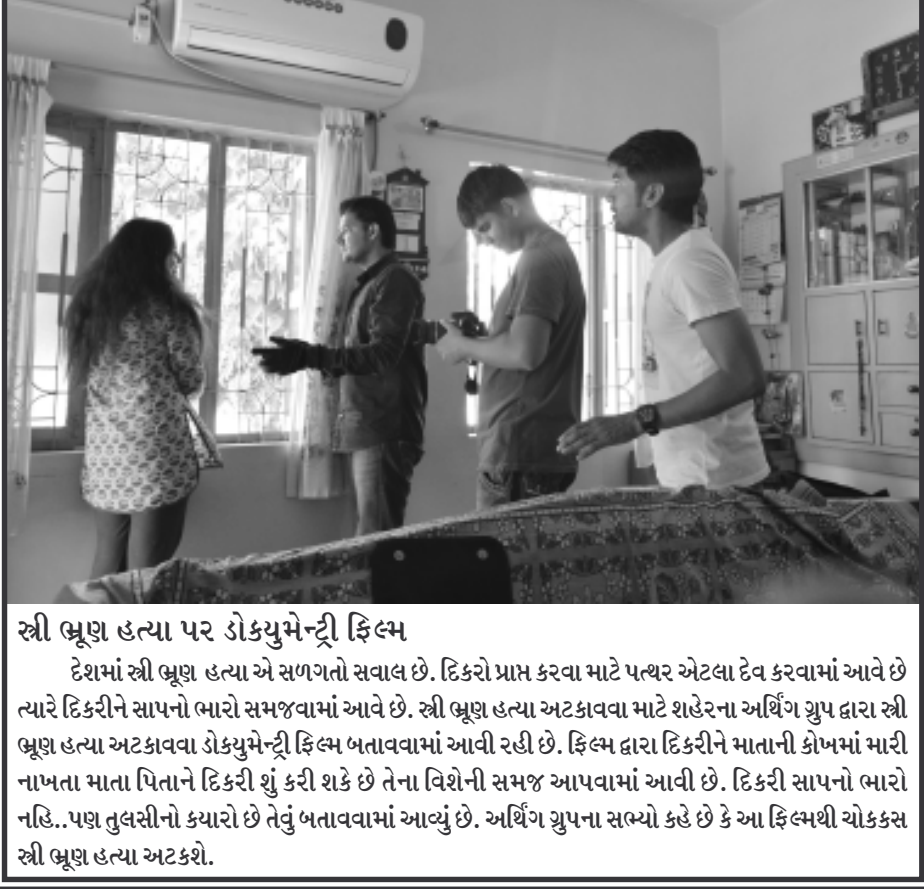 સ્ત્રી ભ્રૂણ હત્યા પર ડોકયુમેન્ટ્રી ફિલ્મ
દેશમાં સ્ત્રી ભ્રૂણ હત્યા એ સળગતો સવાલ છે. દિકરો પ્રાપ્ત કરવા માટે પત્થર એટલા દેવ કરવામાં આવે છે
ત્યારે દિકરીને સાપનો ભારો સમજવામાં આવે છે. સ્ત્રી ભ્રૂણ હત્યા અટકાવવા માટે શહેરના અર્થિંગ ગ્રુપ દ્વારા સ્ત્રી
ભ્રૂણ હત્યા અટકાવવા ડોકયુમેન્ટ્રી ફિલ્મ બતાવવામાં આવી રહી છે. ફિલ્મ દ્વારા દિકરીને માતાની કોખમાં મારી
નાખતા માતા પિતાને દિકરી શું કરી શકે છે તેના વિશેની સમજ આપવામાં આવી છે. દિકરી સાપનો ભારો
નહિ..પણ તુલસીનો કયારો છે તેવું બતાવવામાં આવ્યું છે. અર્થિંગ ગ્રુપના સભ્યો કહે છે કે આ ફિલ્મથી ચોકકસ
સ્ત્રી ભ્રૂણ હત્યા અટકશે.